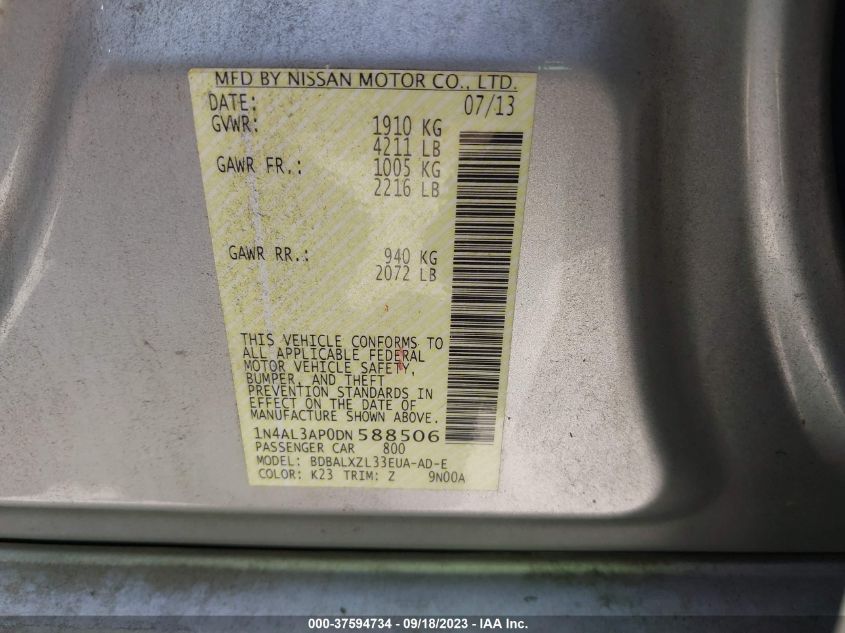 MFD BY NISSAN MOTOR CO., LTD.
DATE: 07/13
GVWR: 1910 KG
4211 LB
GAWR FR.: 1005 KG
2216 LB
GAWR RR.: 940 KG
2072 LB
THIS VEHICLE CONFORMS TO
ALL APPLICABLE FEDERAL
MOTOR VEHICLE SAFETY,
BUMPER, AND THEFT
PREVENTION STANDARDS IN
EFFECT ON THE DATE OF
MANUFACTURE SHOWN ABOVE.
1N4AL3AP0DN 588506
PASSENGER CAR 800
MODEL: BDBALXZL33EUA-AD-E
COLOR: K23 TRIM: Z 9N00A
000-37594734 - 09/18/2023 - IAA Inc.